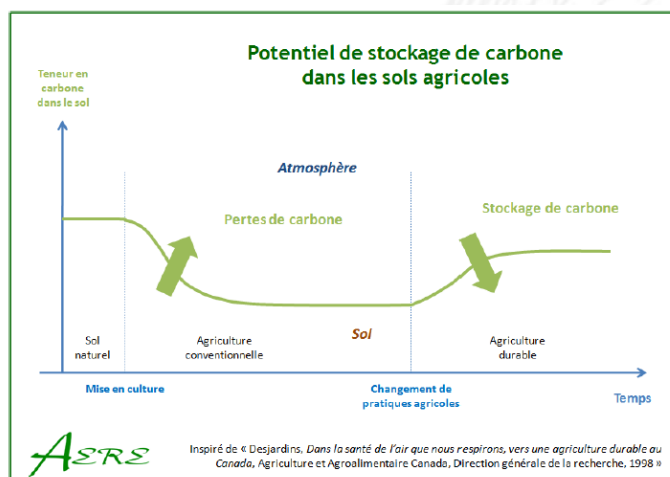 Potentiel de stockage de carbone
dans les sols agricoles
Teneur en
carbone
dans le sol
Atmosphère
Pertes de carbone
Stockage de carbone
Sol
Sol
naturel
Agriculture
conventionnelle
Agriculture
durable
Mise en culture
Changement de
pratiques agricoles
Temps
AERE
Inspiré de « Desjardins, Dans la santé de l'air que nous respirons, vers une agriculture durable au
Canada, Agriculture et Agroalimentaire Canada, Direction générale de la recherche, 1998 »